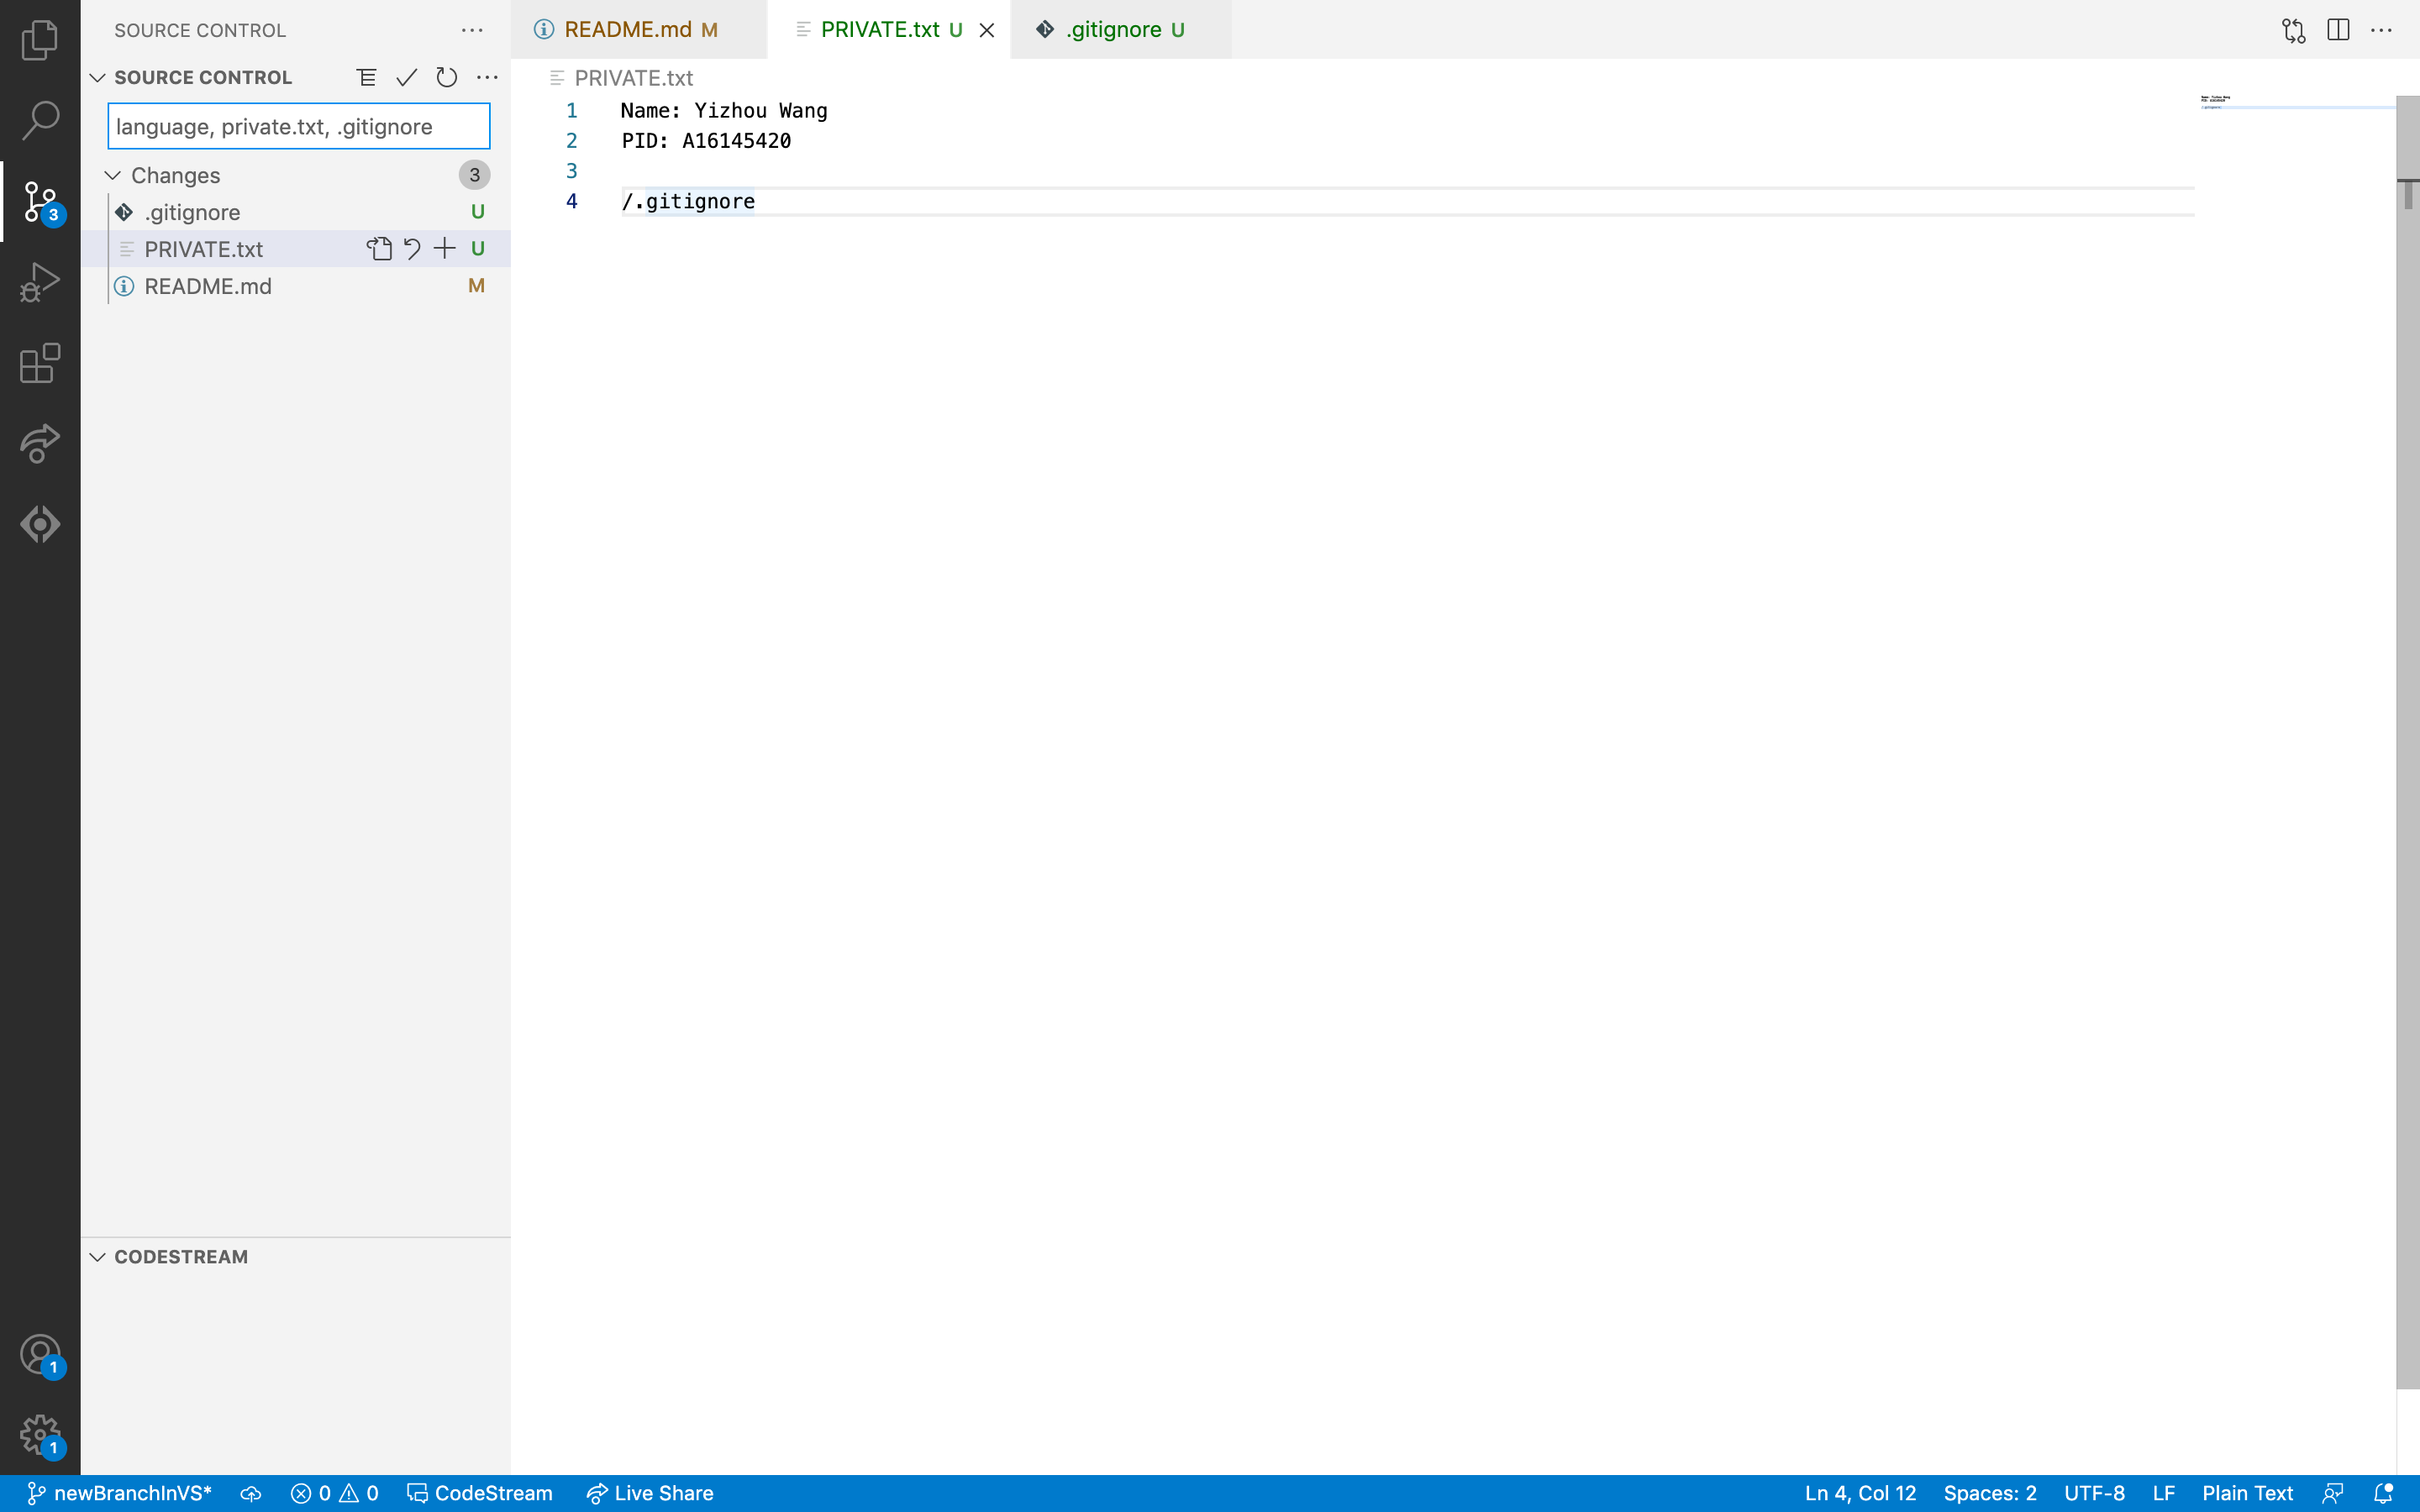 SOURCE CONTROL
SOURCE CONTROL
language, private.txt, .gitignore
Changes 3
.gitignore U
PRIVATE.txt U
README.md M
3
CODESTREAM
1
1
README.md M
PRIVATE.txt U
.gitignore U
PRIVATE.txt
1 Name: Yizhou Wang
2 PID: A16145420
3
4 /.gitignore
newBranchInVS* 0 0 CodeStream Live Share Ln 4, Col 12 Spaces: 2 UTF-8 LF Plain Text